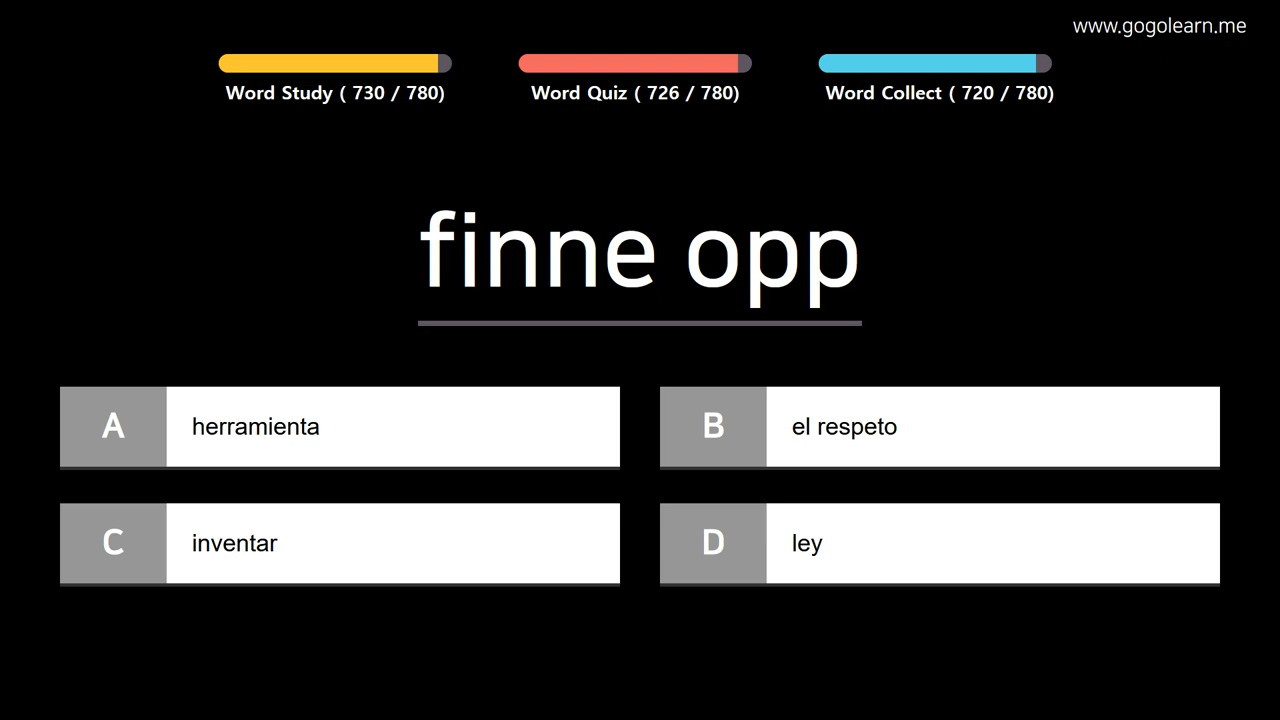 www.gogolearn.me
Word Study ( 730 / 780)
Word Quiz ( 726 / 780)
Word Collect ( 720 / 780)
finne opp
A herramienta
B el respeto
C inventar
D ley